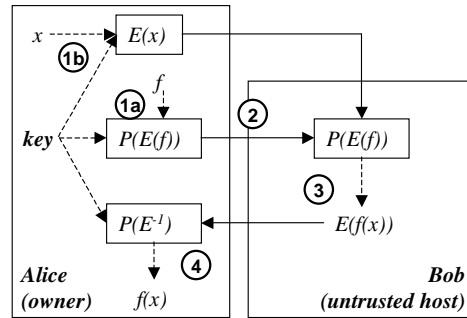 x
E(x)
1b
1a
f
key
P(E(f))
2
P(E(f))
3
P(E⁻¹)
E(f(x))
4
Alice
(owner)
f(x)
Bob
(untrusted host)